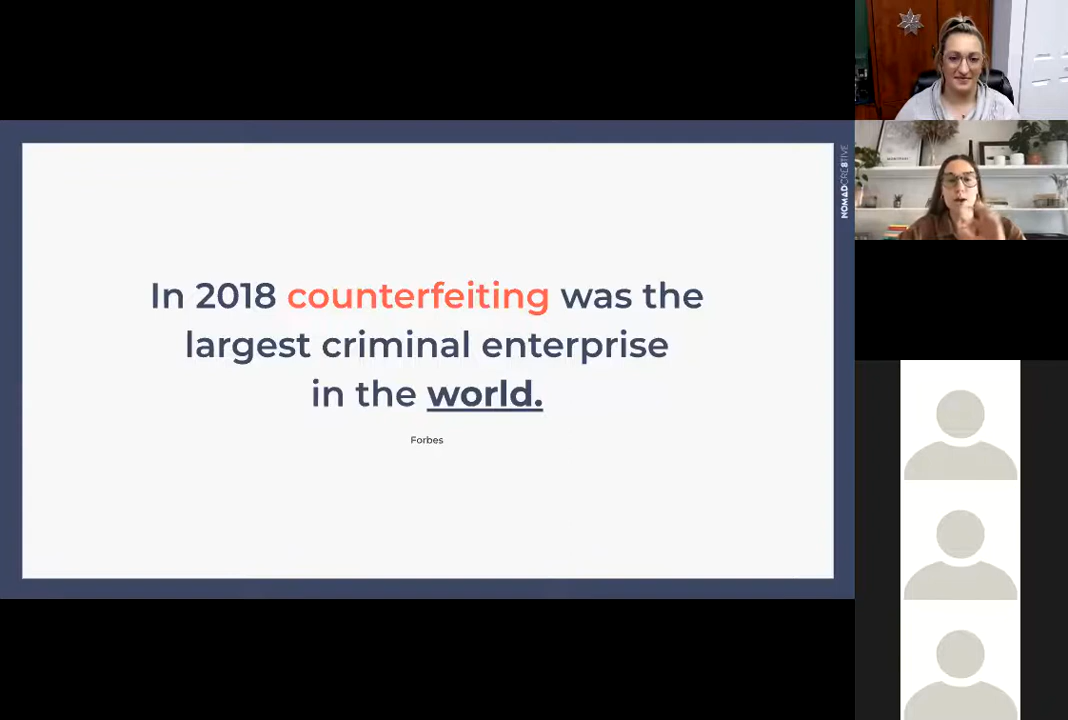 In 2018 counterfeiting was the
largest criminal enterprise
in the world.
Forbes
NOMADCRE8TIVE